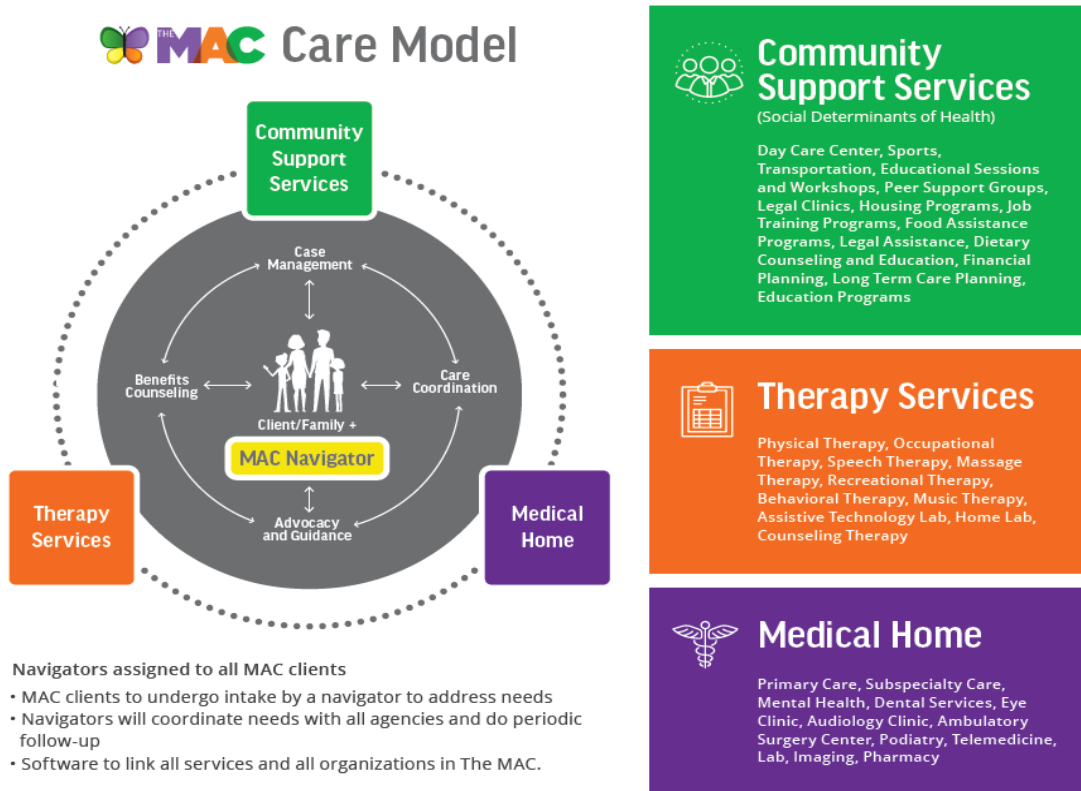 THE MAC Care Model
Community
Support
Services
Case
Management
Benefits
Counseling
Care
Coordination
Client/Family +
MAC Navigator
Advocacy
and Guidance
Therapy
Services
Medical
Home
Navigators assigned to all MAC clients
• MAC clients to undergo intake by a navigator to address needs
• Navigators will coordinate needs with all agencies and do periodic
follow-up
• Software to link all services and all organizations in The MAC.
Community
Support Services
(Social Determinants of Health)
Day Care Center, Sports,
Transportation, Educational Sessions
and Workshops, Peer Support Groups,
Legal Clinics, Housing Programs, Job
Training Programs, Food Assistance
Programs, Legal Assistance, Dietary
Counseling and Education, Financial
Planning, Long Term Care Planning,
Education Programs
Therapy Services
Physical Therapy, Occupational
Therapy, Speech Therapy, Massage
Therapy, Recreational Therapy,
Behavioral Therapy, Music Therapy,
Assistive Technology Lab, Home Lab,
Counseling Therapy
Medical Home
Primary Care, Subspecialty Care,
Mental Health, Dental Services, Eye
Clinic, Audiology Clinic, Ambulatory
Surgery Center, Podiatry, Telemedicine,
Lab, Imaging, Pharmacy